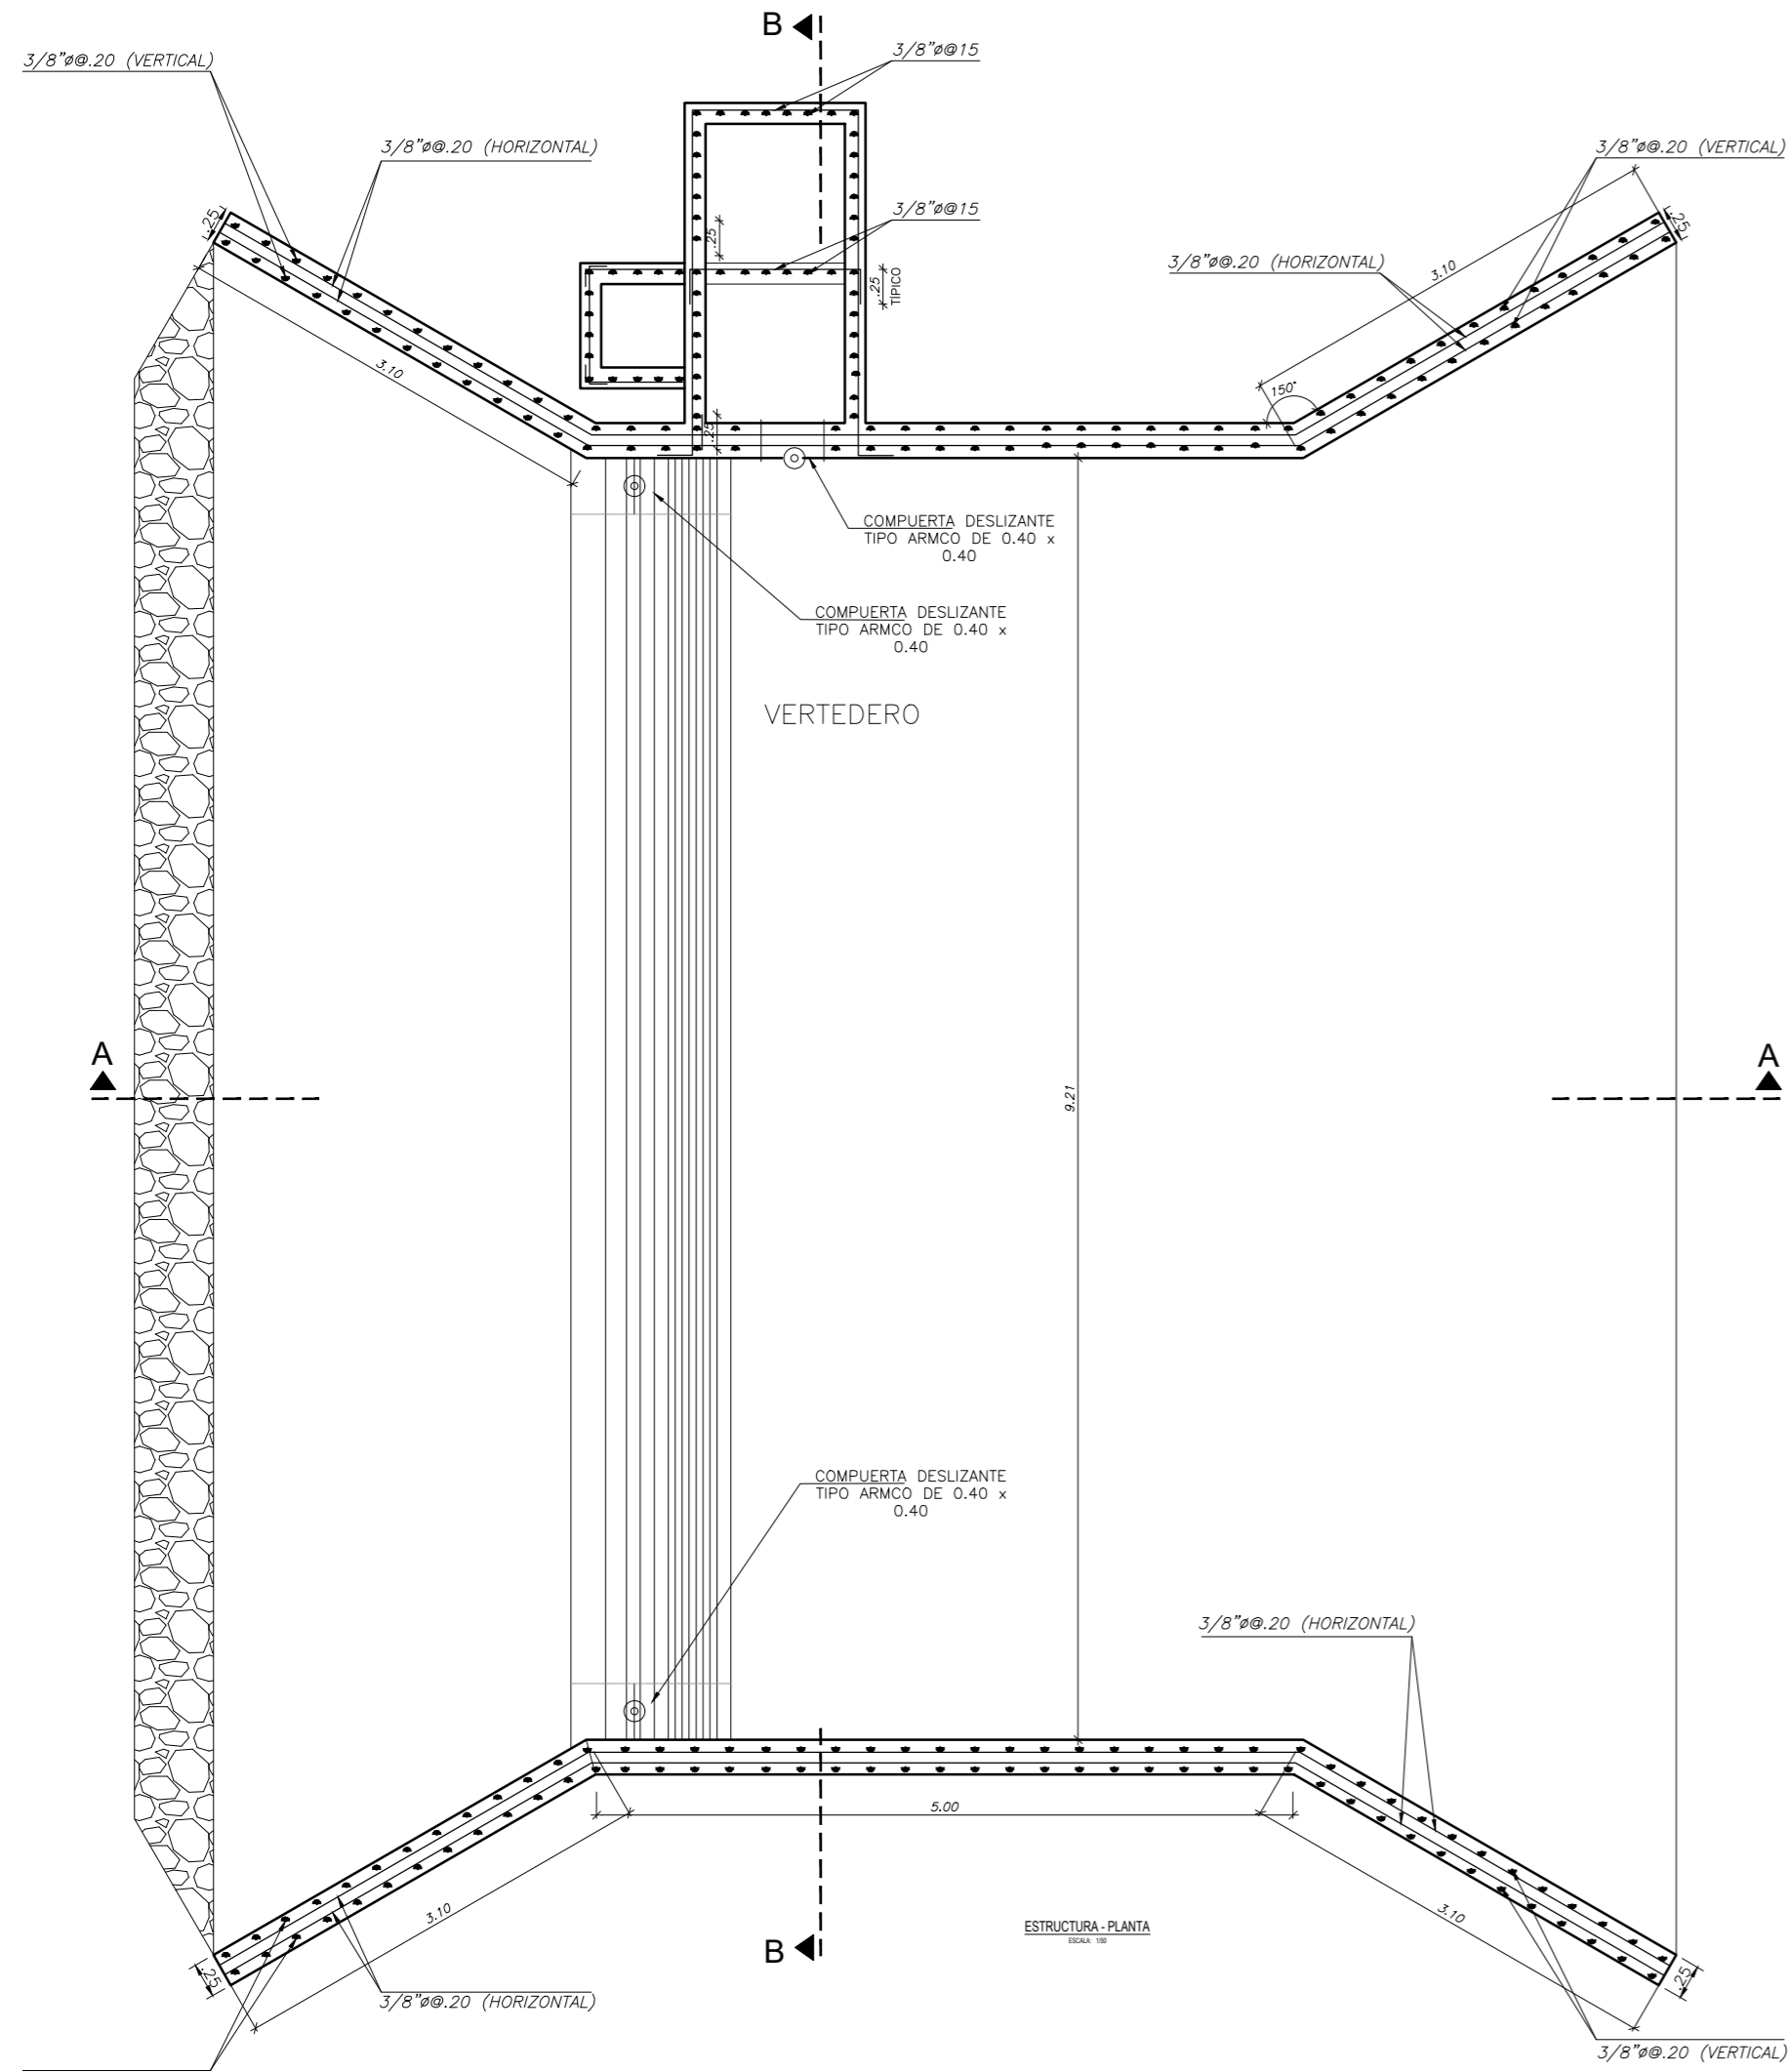 B
3/8"ø@15
3/8"ø@.20 (VERTICAL)
3/8"ø@.20 (HORIZONTAL)
3/8"ø@.20 (VERTICAL)
.25
.25
3/8"ø@15
.25
3/8"ø@.20 (HORIZONTAL)
3.10
.25
TIPICO
3.10
150°
.25
COMPUERTA DESLIZANTE
TIPO ARMCO DE 0.40 x
0.40
COMPUERTA DESLIZANTE
TIPO ARMCO DE 0.40 x
0.40
VERTEDERO
A
A
9.21
COMPUERTA DESLIZANTE
TIPO ARMCO DE 0.40 x
0.40
3/8"ø@.20 (HORIZONTAL)
5.00
3.10
3.10
ESTRUCTURA - PLANTA
ESCALA: 1/50
B
.25
.25
3/8"ø@.20 (HORIZONTAL)
3/8"ø@.20 (VERTICAL)